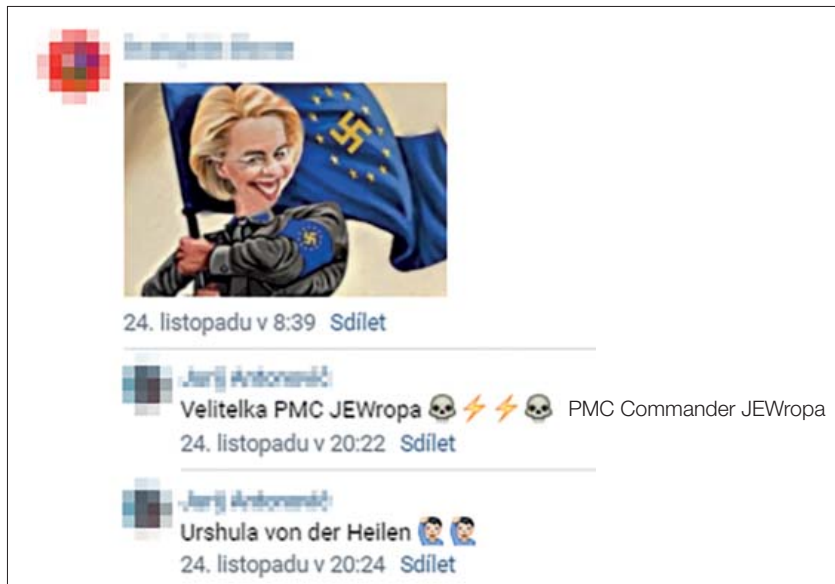 24. listopadu v 8:39 Sdílet
Velitelka PMC JEWropa 💀⚡⚡💀 PMC Commander JEWropa
24. listopadu v 20:22 Sdílet
Urshula von der Heilen 🙋🏻‍♂️🙋🏻‍♂️
24. listopadu v 20:24 Sdílet